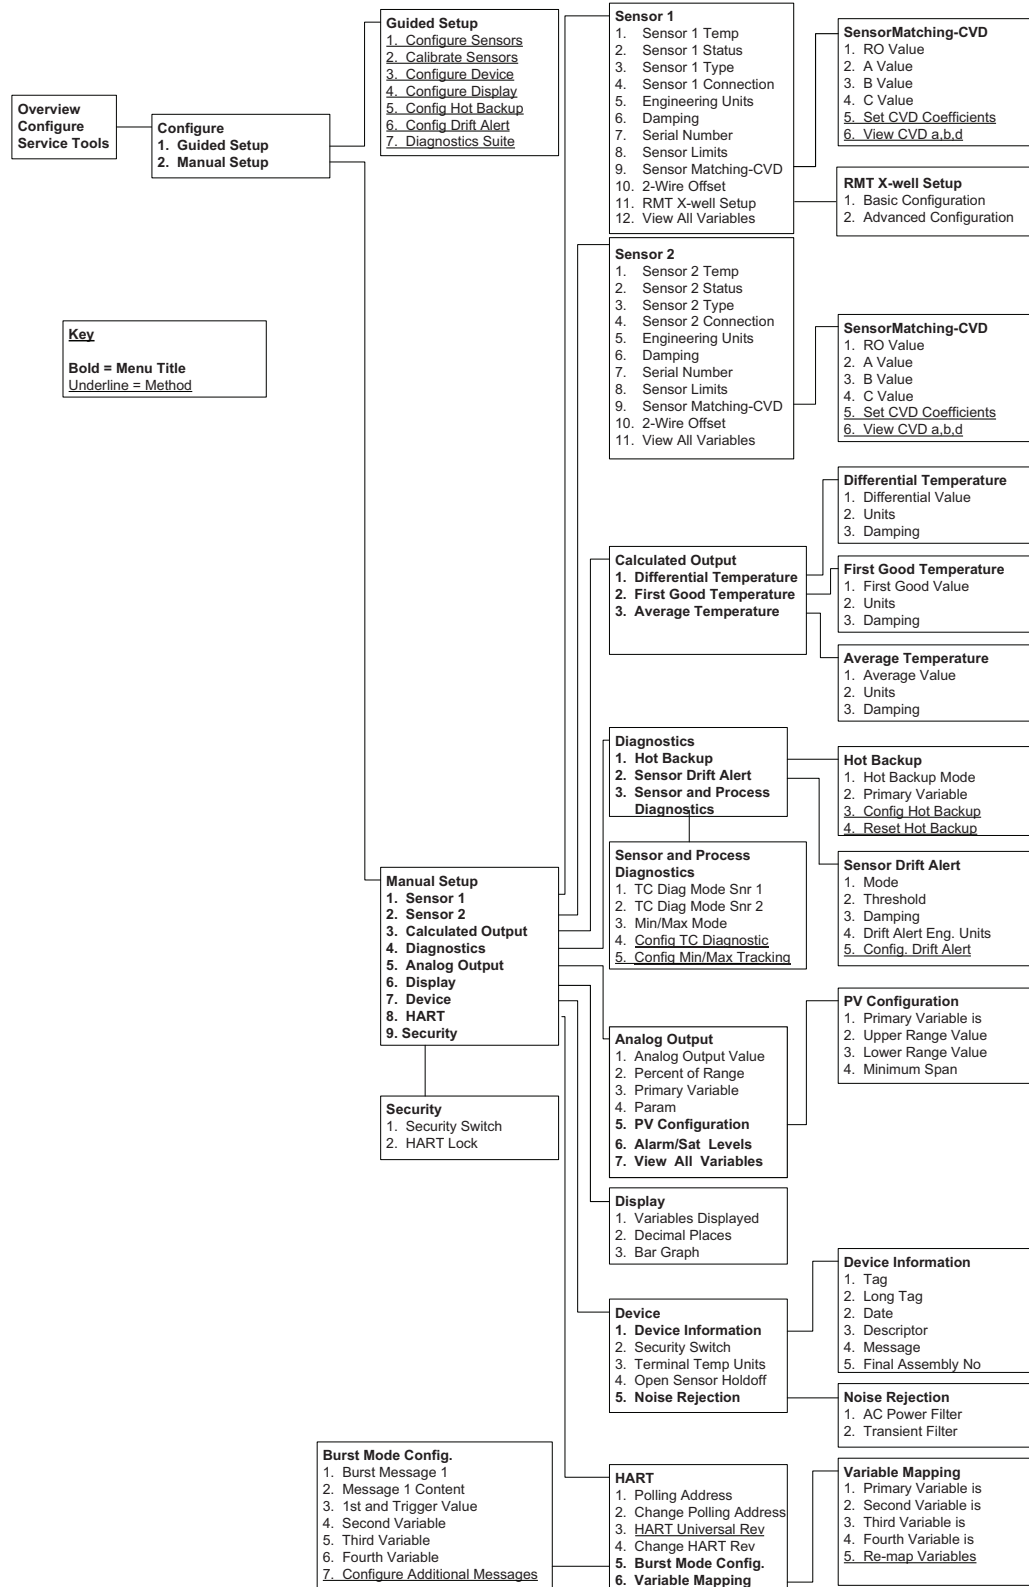 Overview
Configure
Service Tools
Configure
1. Guided Setup
2. Manual Setup
Key
Bold = Menu Title
Underline = Method
Guided Setup
1. Configure Sensors
2. Calibrate Sensors
3. Configure Device
4. Configure Display
5. Config Hot Backup
6. Config Drift Alert
7. Diagnostics Suite
Manual Setup
1. Sensor 1
2. Sensor 2
3. Calculated Output
4. Diagnostics
5. Analog Output
6. Display
7. Device
8. HART
9. Security
Security
1. Security Switch
2. HART Lock
Sensor 1
1. Sensor 1 Temp
2. Sensor 1 Status
3. Sensor 1 Type
4. Sensor 1 Connection
5. Engineering Units
6. Damping
7. Serial Number
8. Sensor Limits
9. Sensor Matching-CVD
10. 2-Wire Offset
11. RMT X-well Setup
12. View All Variables
SensorMatching-CVD
1. RO Value
2. A Value
3. B Value
4. C Value
5. Set CVD Coefficients
6. View CVD a,b,d
RMT X-well Setup
1. Basic Configuration
2. Advanced Configuration
Sensor 2
1. Sensor 2 Temp
2. Sensor 2 Status
3. Sensor 2 Type
4. Sensor 2 Connection
5. Engineering Units
6. Damping
7. Serial Number
8. Sensor Limits
9. Sensor Matching-CVD
10. 2-Wire Offset
11. View All Variables
SensorMatching-CVD
1. RO Value
2. A Value
3. B Value
4. C Value
5. Set CVD Coefficients
6. View CVD a,b,d
Calculated Output
1. Differential Temperature
2. First Good Temperature
3. Average Temperature
Differential Temperature
1. Differential Value
2. Units
3. Damping
First Good Temperature
1. First Good Value
2. Units
3. Damping
Average Temperature
1. Average Value
2. Units
3. Damping
Diagnostics
1. Hot Backup
2. Sensor Drift Alert
3. Sensor and Process
Diagnostics
Hot Backup
1. Hot Backup Mode
2. Primary Variable
3. Config Hot Backup
4. Reset Hot Backup
Sensor and Process
Diagnostics
1. TC Diag Mode Snr 1
2. TC Diag Mode Snr 2
3. Min/Max Mode
4. Config TC Diagnostic
5. Config Min/Max Tracking
Sensor Drift Alert
1. Mode
2. Threshold
3. Damping
4. Drift Alert Eng. Units
5. Config. Drift Alert
Analog Output
1. Analog Output Value
2. Percent of Range
3. Primary Variable
4. Param
5. PV Configuration
6. Alarm/Sat Levels
7. View All Variables
PV Configuration
1. Primary Variable is
2. Upper Range Value
3. Lower Range Value
4. Minimum Span
Display
1. Variables Displayed
2. Decimal Places
3. Bar Graph
Device
1. Device Information
2. Security Switch
3. Terminal Temp Units
4. Open Sensor Holdoff
5. Noise Rejection
Device Information
1. Tag
2. Long Tag
2. Date
3. Descriptor
4. Message
5. Final Assembly No
Noise Rejection
1. AC Power Filter
2. Transient Filter
Burst Mode Config.
1. Burst Message 1
2. Message 1 Content
3. 1st and Trigger Value
4. Second Variable
5. Third Variable
6. Fourth Variable
7. Configure Additional Messages
HART
1. Polling Address
2. Change Polling Address
3. HART Universal Rev
4. Change HART Rev
5. Burst Mode Config.
6. Variable Mapping
Variable Mapping
1. Primary Variable is
2. Second Variable is
3. Third Variable is
4. Fourth Variable is
5. Re-map Variables